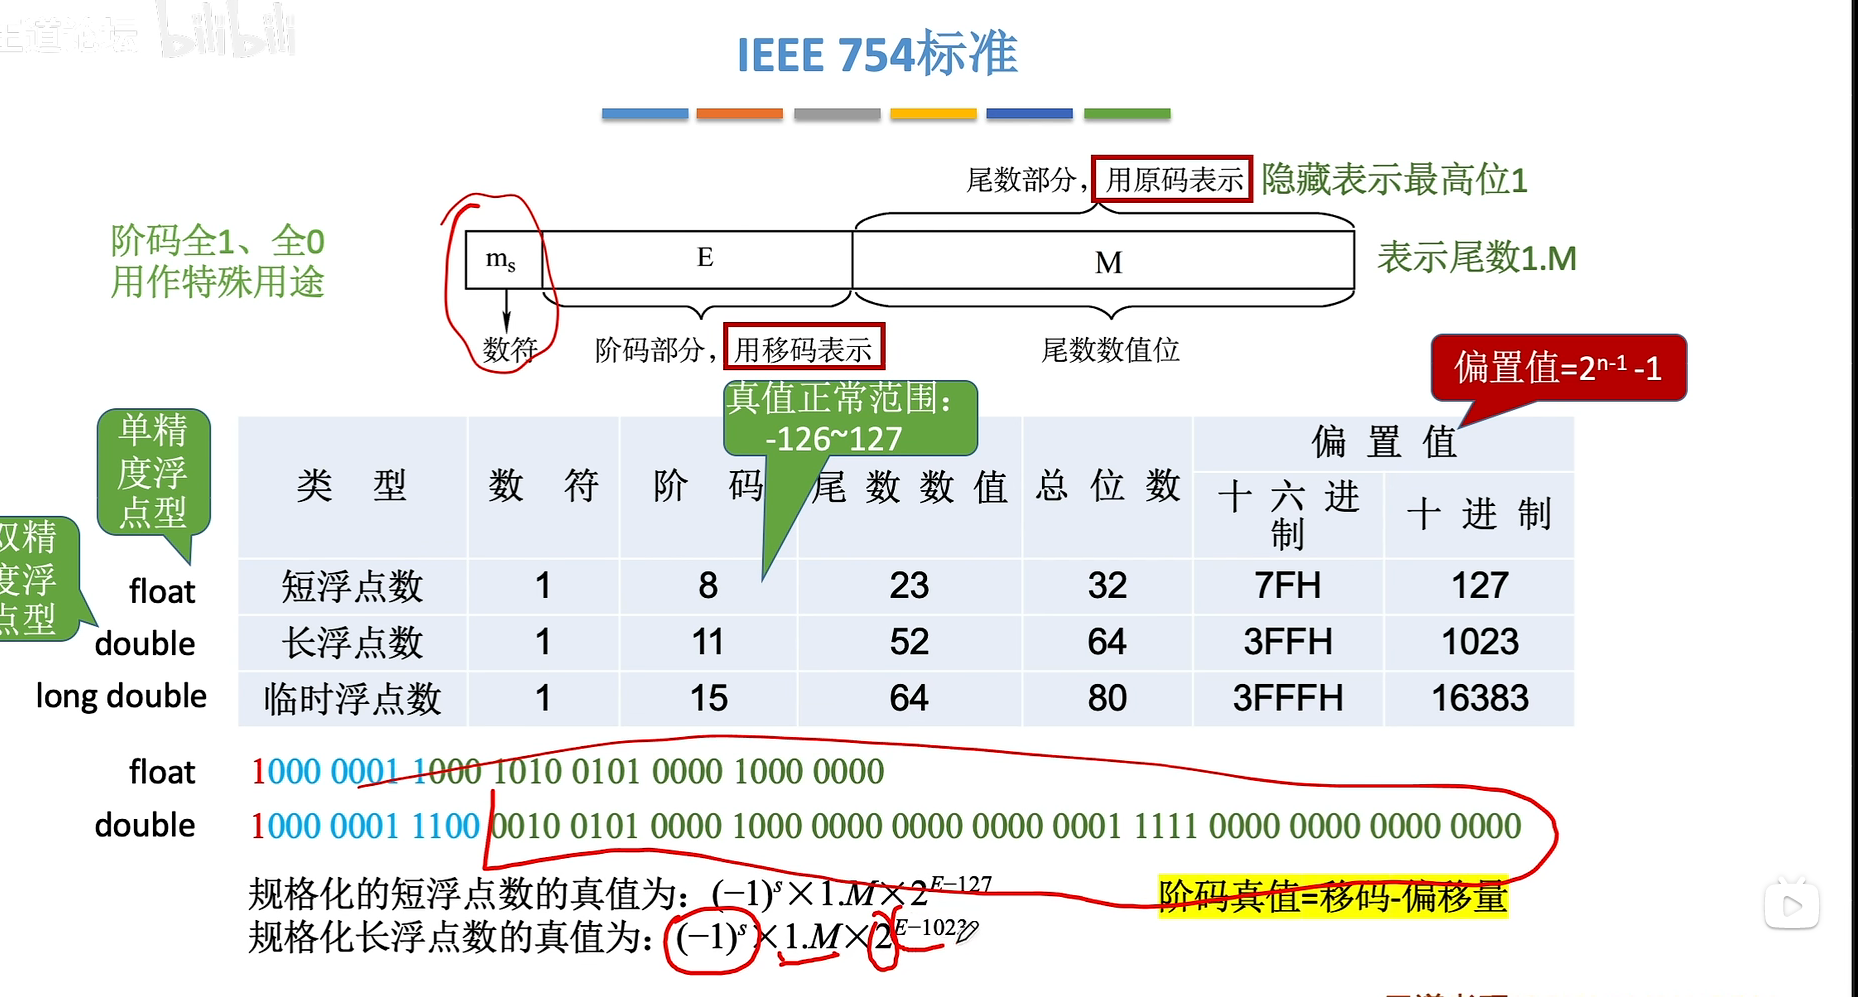 王道论坛 bilibili
IEEE 754标准
尾数部分，用原码表示 隐藏表示最高位1
阶码全1、全0
用作特殊用途
mₛ E M
表示尾数1.M
数符 阶码部分，用移码表示 尾数数值位
偏置值=2ⁿ⁻¹ -1
真值正常范围：
-126~127
单精
度浮
点型
双精
度浮
点型
类 型 数 符 阶 码 尾 数 数 值 总 位 数 偏 置 值
十 六 进 制 十 进 制
float 短浮点数 1 8 23 32 7FH 127
double 长浮点数 1 11 52 64 3FFH 1023
long double 临时浮点数 1 15 64 80 3FFFH 16383
float 1000 0001 1000 1010 0101 0000 1000 0000
double 1000 0001 1100 0010 0101 0000 1000 0000 0000 0000 0001 1111 0000 0000 0000 0000
规格化的短浮点数的真值为：(−1)ˢ×1.M×2^E−127
阶码真值=移码-偏移量
规格化长浮点数的真值为：(−1)ˢ×1.M×2^E−1023